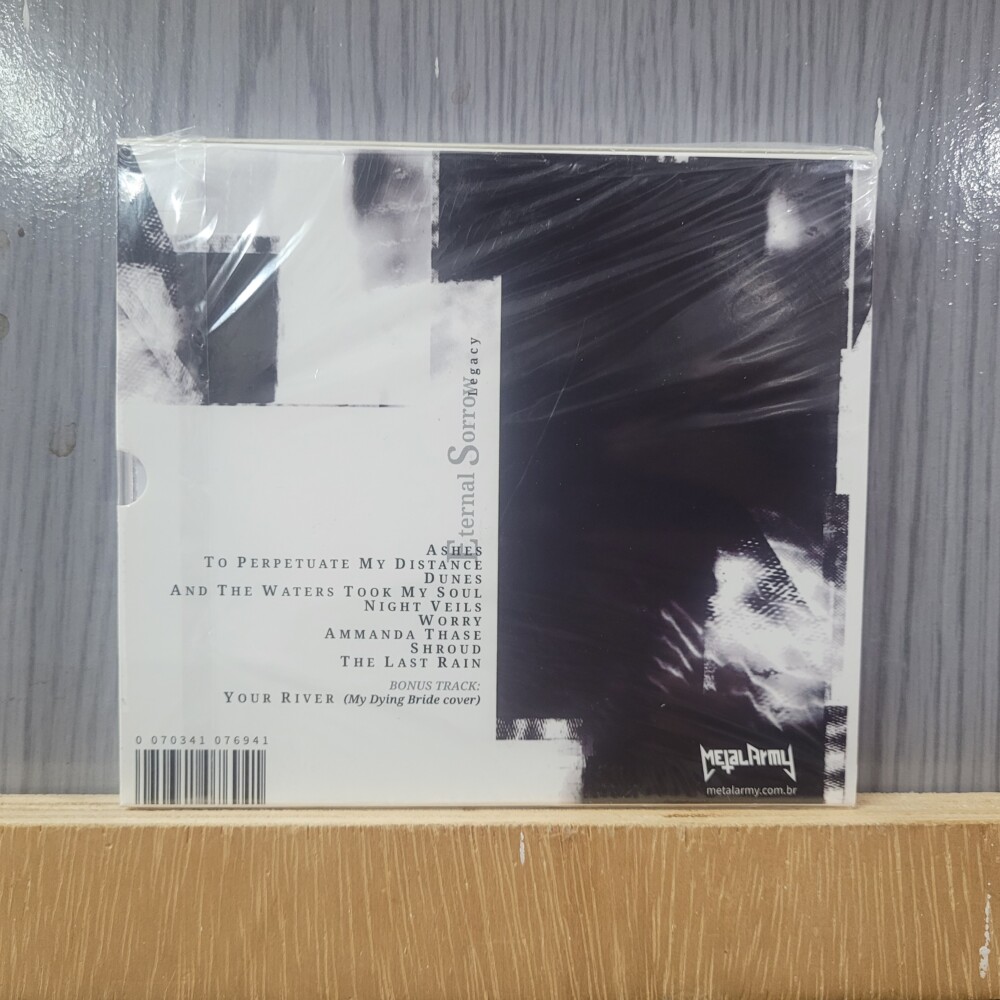 Eternal Sorrow
Legacy
ASHES
TO PERPETUATE MY DISTANCE
DUNES
AND THE WATERS TOOK MY SOUL
NIGHT VEILS
WORRY
AMMANDA THASE
SHROUD
THE LAST RAIN
BONUS TRACK:
YOUR RIVER (My Dying Bride cover)
0 070341 076941
METALARMY
metalarmy.com.br